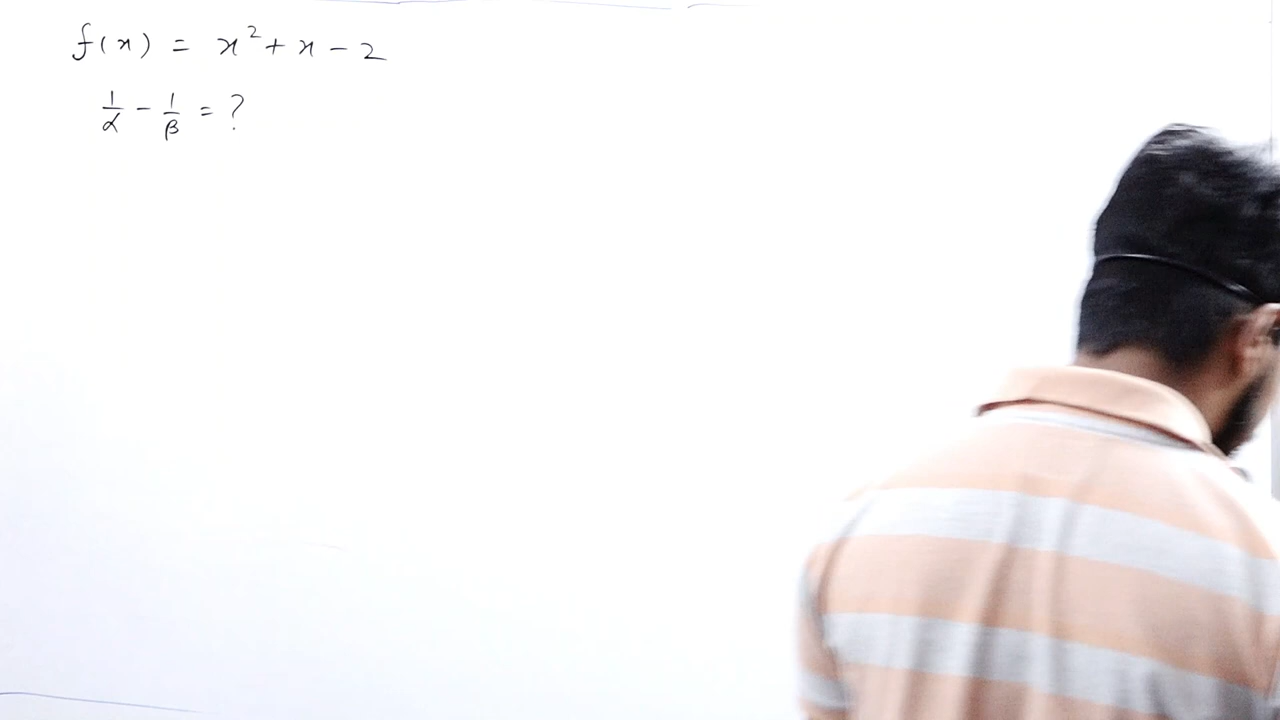 f(x) = x² + x - 2
1/α - 1/β = ?